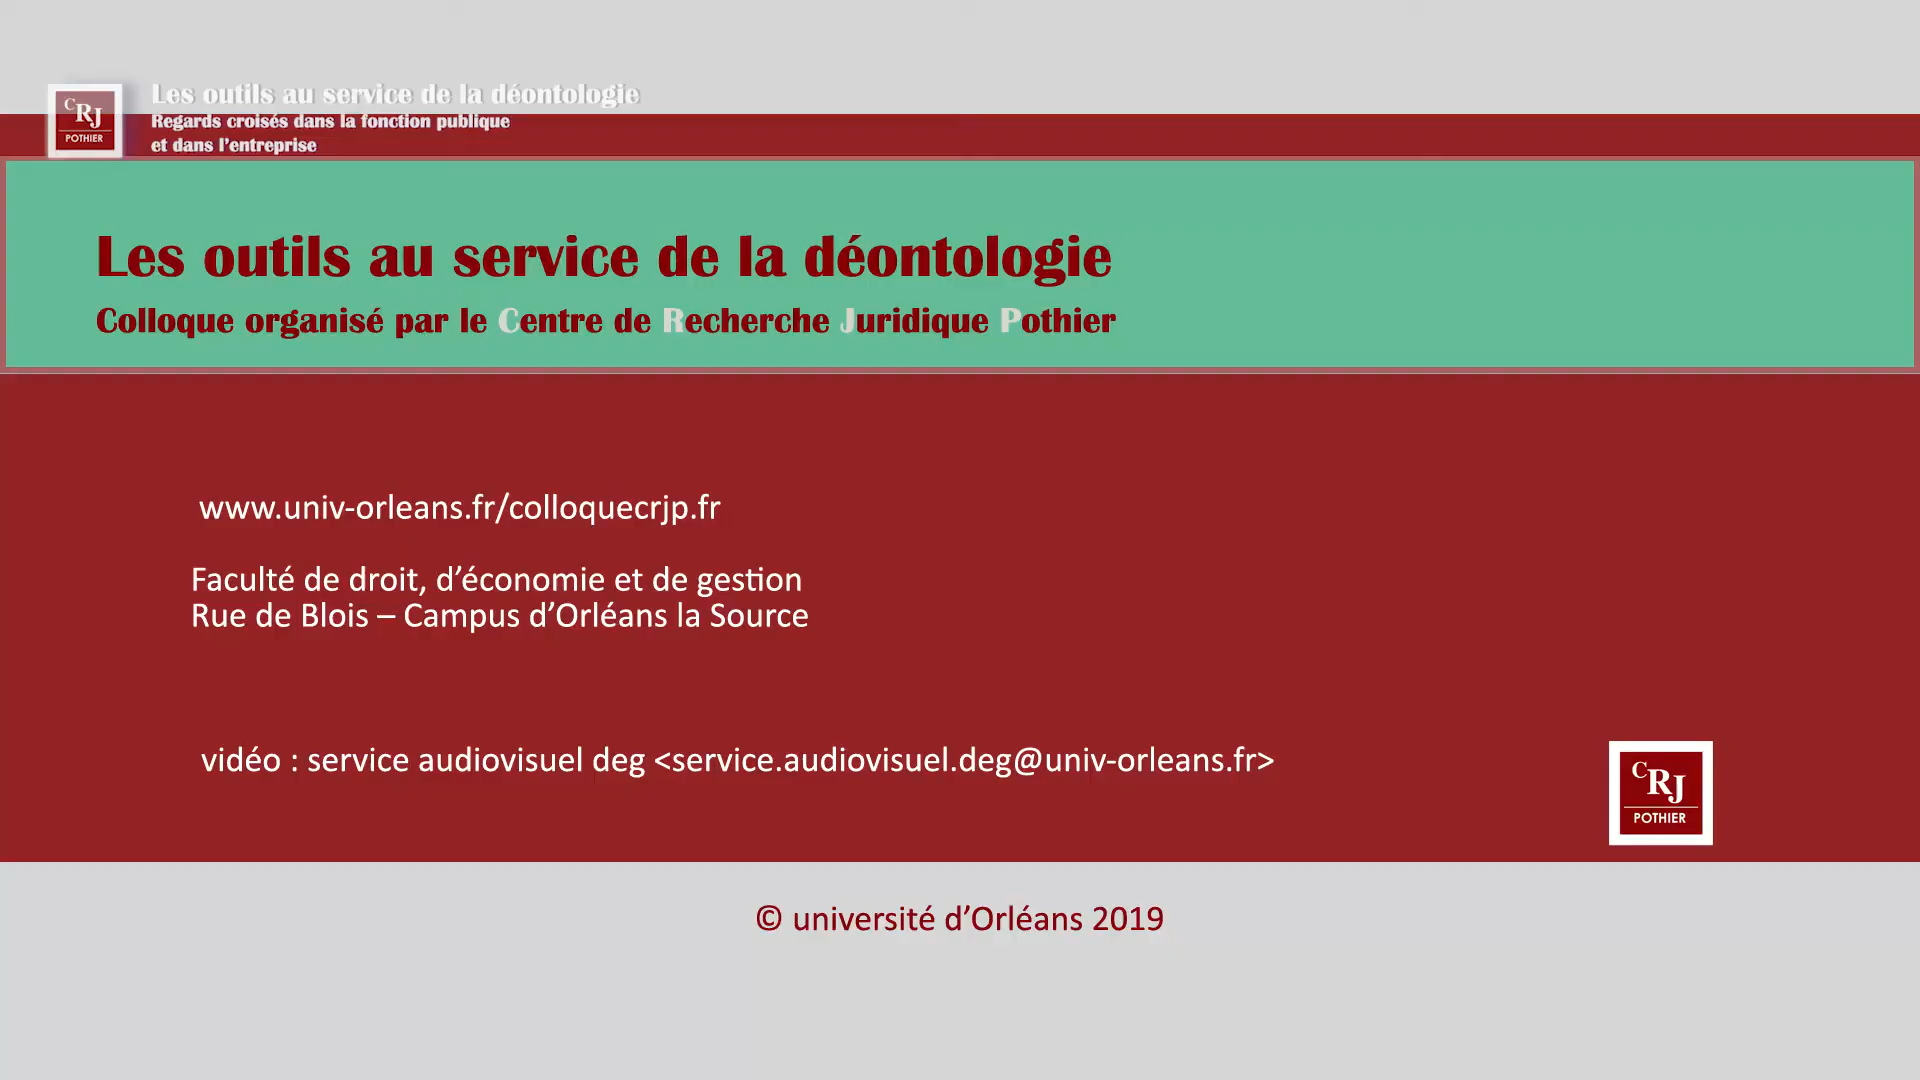 CRJ
POTHIER
Les outils au service de la déontologie
Regards croisés dans la fonction publique
et dans l’entreprise
Les outils au service de la déontologie
Colloque organisé par le Centre de Recherche Juridique Pothier
www.univ-orleans.fr/colloquecrjp.fr
Faculté de droit, d’économie et de gestion
Rue de Blois – Campus d’Orléans la Source
vidéo : service audiovisuel deg <service.audiovisuel.deg@univ-orleans.fr>
CRJ
POTHIER
© université d’Orléans 2019